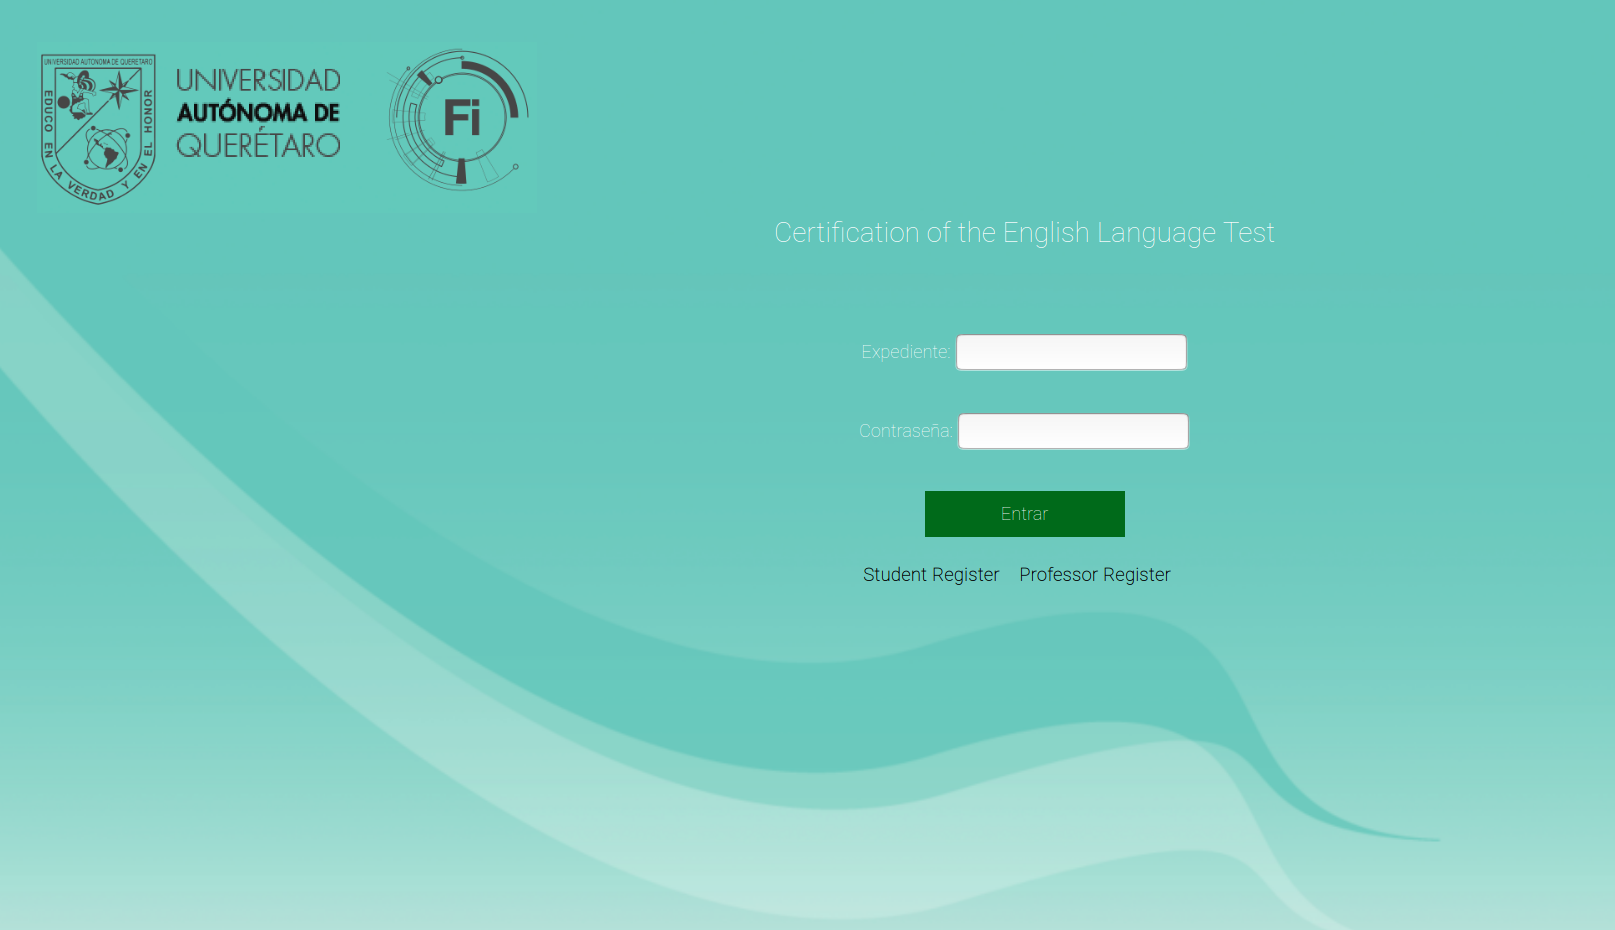 UNIVERSIDAD AUTONOMA DE QUERETARO
EDUCO EN LA VERDAD Y EN EL HONOR
UNIVERSIDAD
AUTÓNOMA DE
QUERÉTARO
Fi
Certification of the English Language Test
Expediente:
Contraseña:
Entrar
Student Register Professor Register